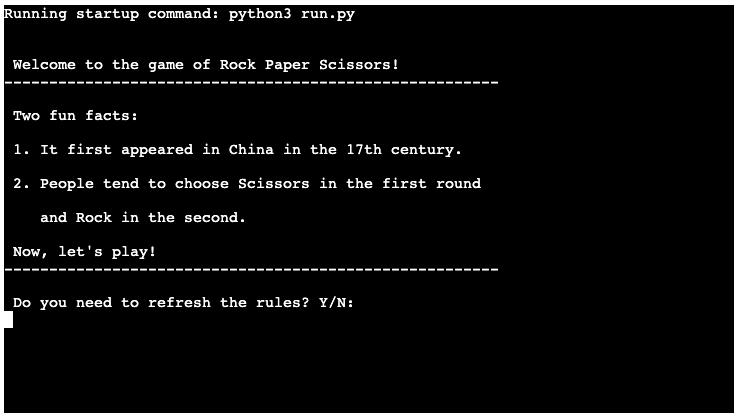 Running startup command: python3 run.py
Welcome to the game of Rock Paper Scissors!
-------------------------------------------------------
Two fun facts:
1. It first appeared in China in the 17th century.
2. People tend to choose Scissors in the first round
and Rock in the second.
Now, let's play!
-------------------------------------------------------
Do you need to refresh the rules? Y/N: